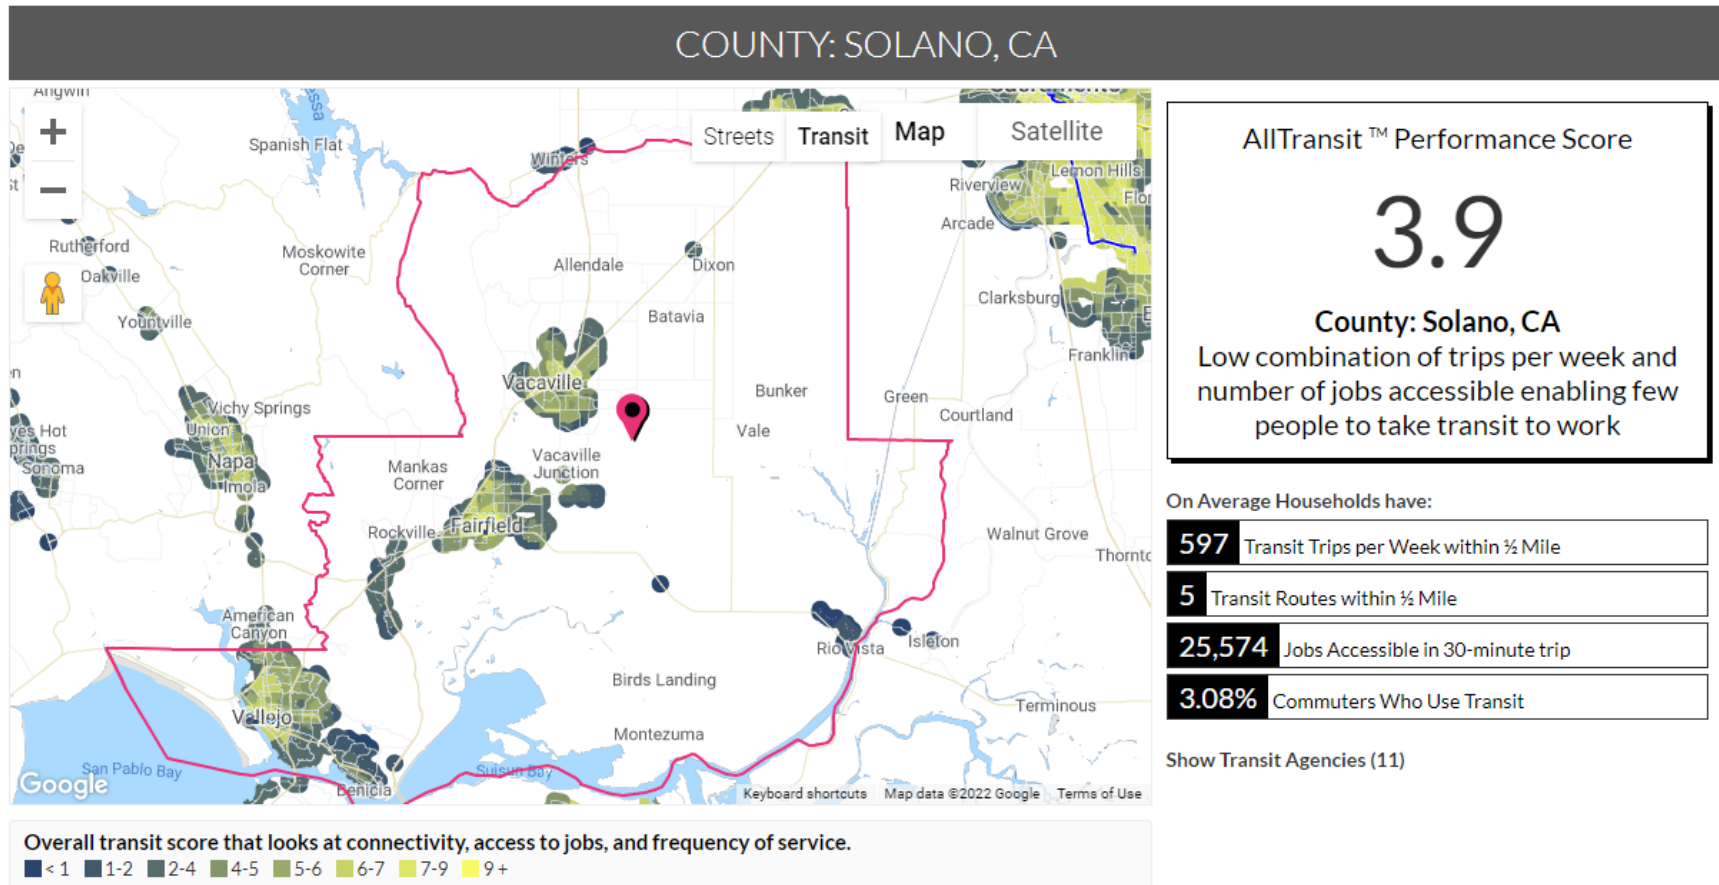 COUNTY: SOLANO, CA
Angwin
Spanish Flat
Winters
Streets
Transit
Map
Satellite
Sacramento
Riverview
Lemon Hills
Arcade
Rutherford
Oakville
Moskowite
Corner
Allendale
Dixon
Clarksburg
Yountville
Batavia
Franklin
Vacaville
Bunker
Green
Courtland
Vale
Vichy Springs
Union
Napa
Imola
Sonoma
Mankas
Corner
Vacaville
Junction
Rockville
Fairfield
Walnut Grove
American
Canyon
Rio Vista
Isleton
Birds Landing
Vallejo
Terminous
Montezuma
San Pablo Bay
Suisun Bay
Benicia
Google
Keyboard shortcuts
Map data ©2022 Google
Terms of Use
AllTransit ™ Performance Score
3.9
County: Solano, CA
Low combination of trips per week and
number of jobs accessible enabling few
people to take transit to work
On Average Households have:
597 Transit Trips per Week within ½ Mile
5 Transit Routes within ½ Mile
25,574 Jobs Accessible in 30-minute trip
3.08% Commuters Who Use Transit
Show Transit Agencies (11)
Overall transit score that looks at connectivity, access to jobs, and frequency of service.
< 1 1-2 2-4 4-5 5-6 6-7 7-9 9 +